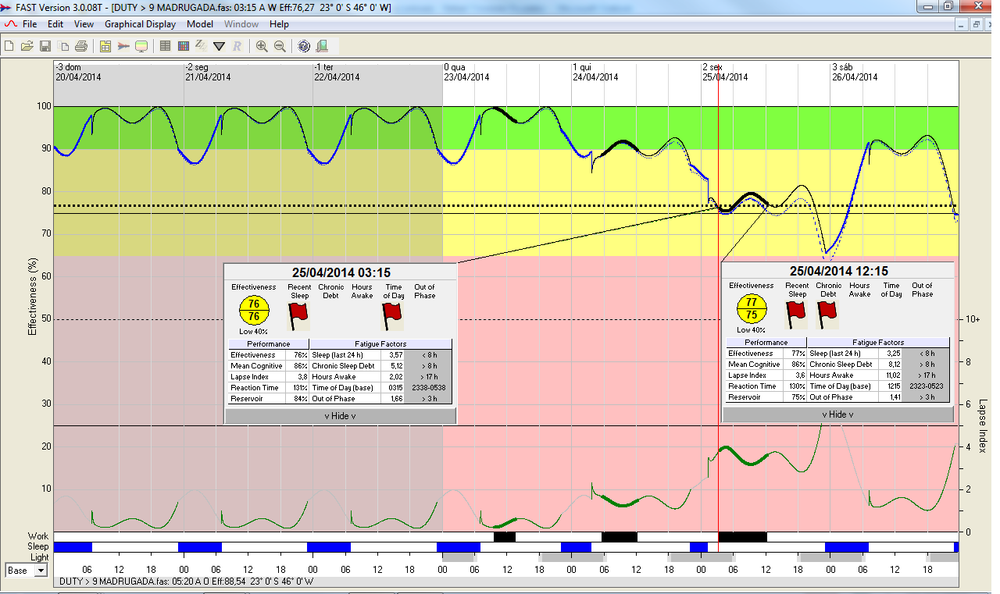 FAST Version 3.0.08T - [DUTY > 9 MADRUGADA.fas: 03:15 A W Eff:76,27  23° 0' S 46° 0' W]
File Edit View Graphical Display Model Window Help
-3 dom -2 seg -1 ter 0 qua 1 qui 2 sex 3 sáb
20/04/2014 21/04/2014 22/04/2014 23/04/2014 24/04/2014 25/04/2014 26/04/2014
100
90
80
70
60
50
40
30
20
10
Effectiveness (%)
10+
8
6
4
2
0
Lapse Index
25/04/2014 03:15
Effectiveness Recent Sleep Chronic Debt Hours Awake Time of Day Out of Phase
76
76
Low 40%
Performance Fatigue Factors
Effectiveness 76% Sleep (last 24 h) 3,57 < 8 h
Mean Cognitive 86% Chronic Sleep Debt 5,12 > 8 h
Lapse Index 3,8 Hours Awake 2,02 > 17 h
Reaction Time 131% Time of Day (base) 0315 2338-0538
Reservoir 84% Out of Phase 1,66 > 3 h
v Hide v
25/04/2014 12:15
Effectiveness Recent Sleep Chronic Debt Hours Awake Time of Day Out of Phase
77
75
Low 40%
Performance Fatigue Factors
Effectiveness 77% Sleep (last 24 h) 3,25 < 8 h
Mean Cognitive 86% Chronic Sleep Debt 8,12 > 8 h
Lapse Index 3,6 Hours Awake 11,02 > 17 h
Reaction Time 130% Time of Day (base) 1215 2323-0523
Reservoir 75% Out of Phase 1,41 > 3 h
v Hide v
Work
Sleep
Light
Base
06 12 18 00 06 12 18 00 06 12 18 00 06 12 18 00 06 12 18 00 06 12 18 00 06 12 18
DUTY > 9 MADRUGADA.fas: 05:20 A O Eff:88,54  23° 0' S 46° 0' W